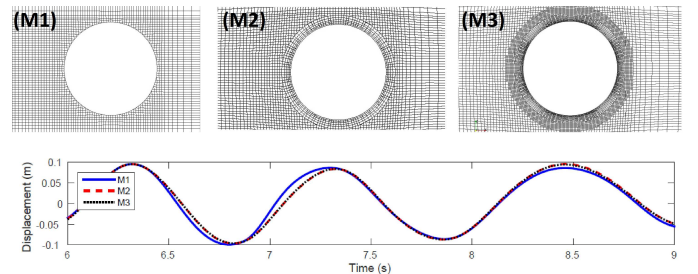 (M1)
(M2)
(M3)
Displacement (m)
0.1
0.05
0
-0.05
-0.1
M1
M2
M3
6
6.5
7
7.5
8
8.5
9
Time (s)